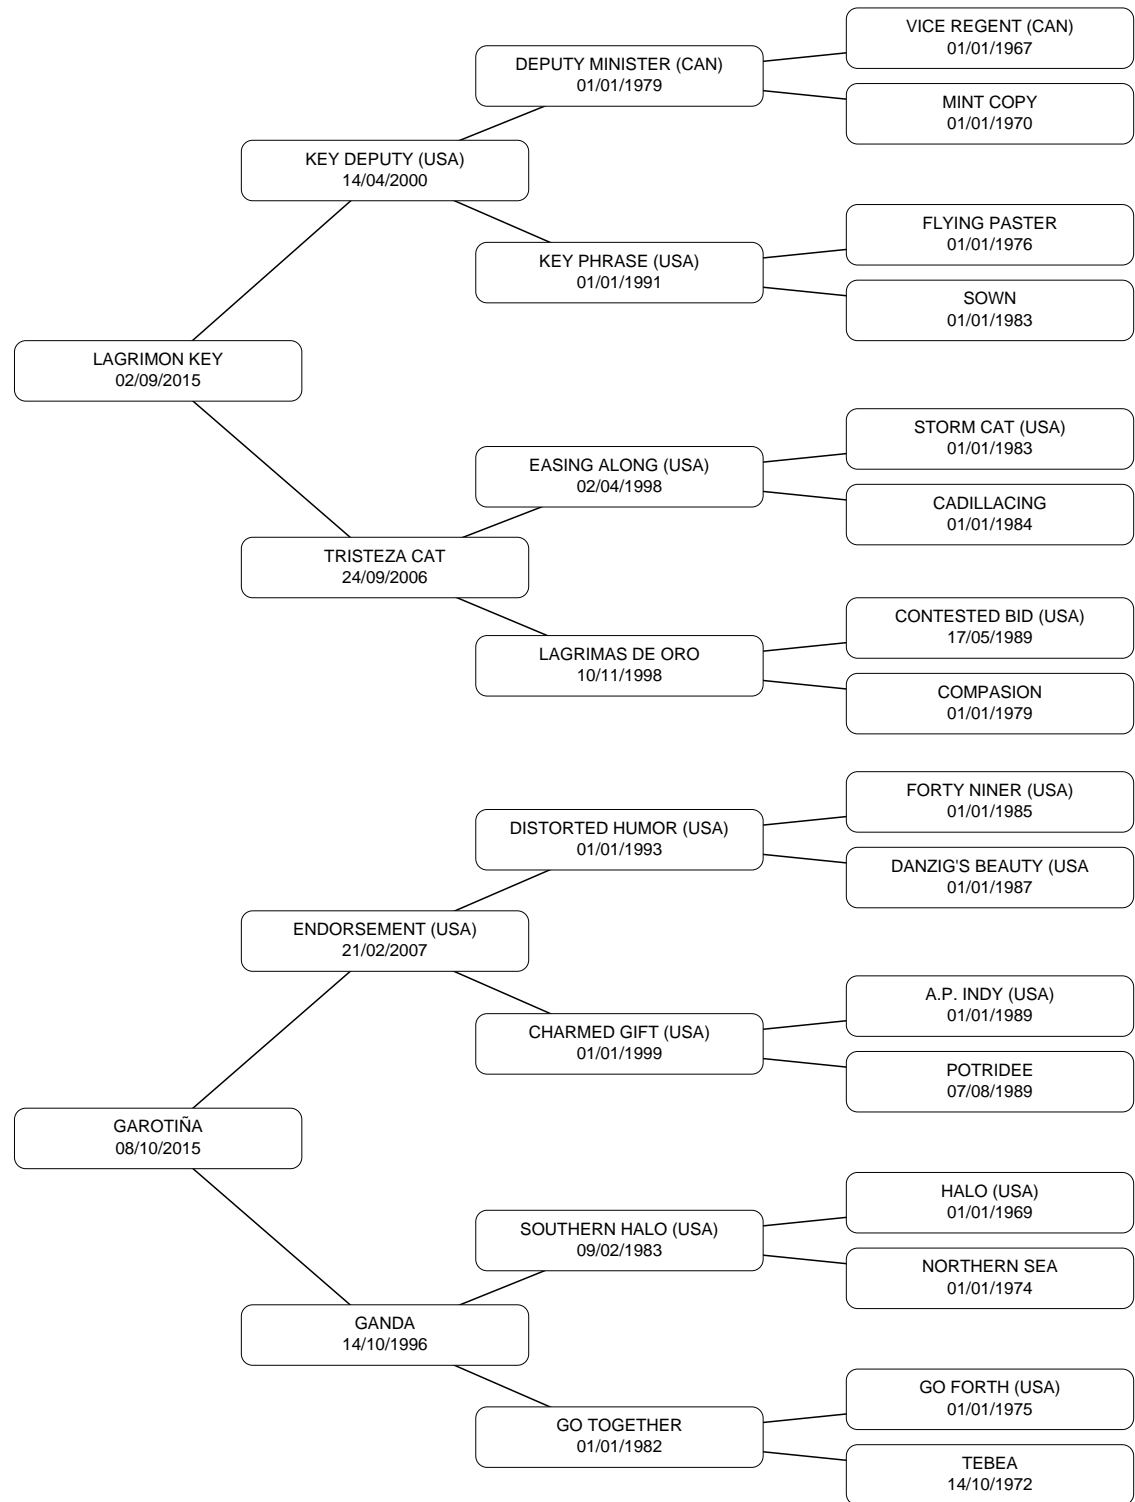 VICE REGENT (CAN)
01/01/1967
DEPUTY MINISTER (CAN)
01/01/1979
MINT COPY
01/01/1970
KEY DEPUTY (USA)
14/04/2000
FLYING PASTER
01/01/1976
KEY PHRASE (USA)
01/01/1991
SOWN
01/01/1983
LAGRIMON KEY
02/09/2015
STORM CAT (USA)
01/01/1983
EASING ALONG (USA)
02/04/1998
CADILLACING
01/01/1984
TRISTEZA CAT
24/09/2006
CONTESTED BID (USA)
17/05/1989
LAGRIMAS DE ORO
10/11/1998
COMPASION
01/01/1979
FORTY NINER (USA)
01/01/1985
DISTORTED HUMOR (USA)
01/01/1993
DANZIG'S BEAUTY (USA
01/01/1987
ENDORSEMENT (USA)
21/02/2007
A.P. INDY (USA)
01/01/1989
CHARMED GIFT (USA)
01/01/1999
POTRIDEE
07/08/1989
GAROTIÑA
08/10/2015
HALO (USA)
01/01/1969
SOUTHERN HALO (USA)
09/02/1983
NORTHERN SEA
01/01/1974
GANDA
14/10/1996
GO FORTH (USA)
01/01/1975
GO TOGETHER
01/01/1982
TEBEA
14/10/1972